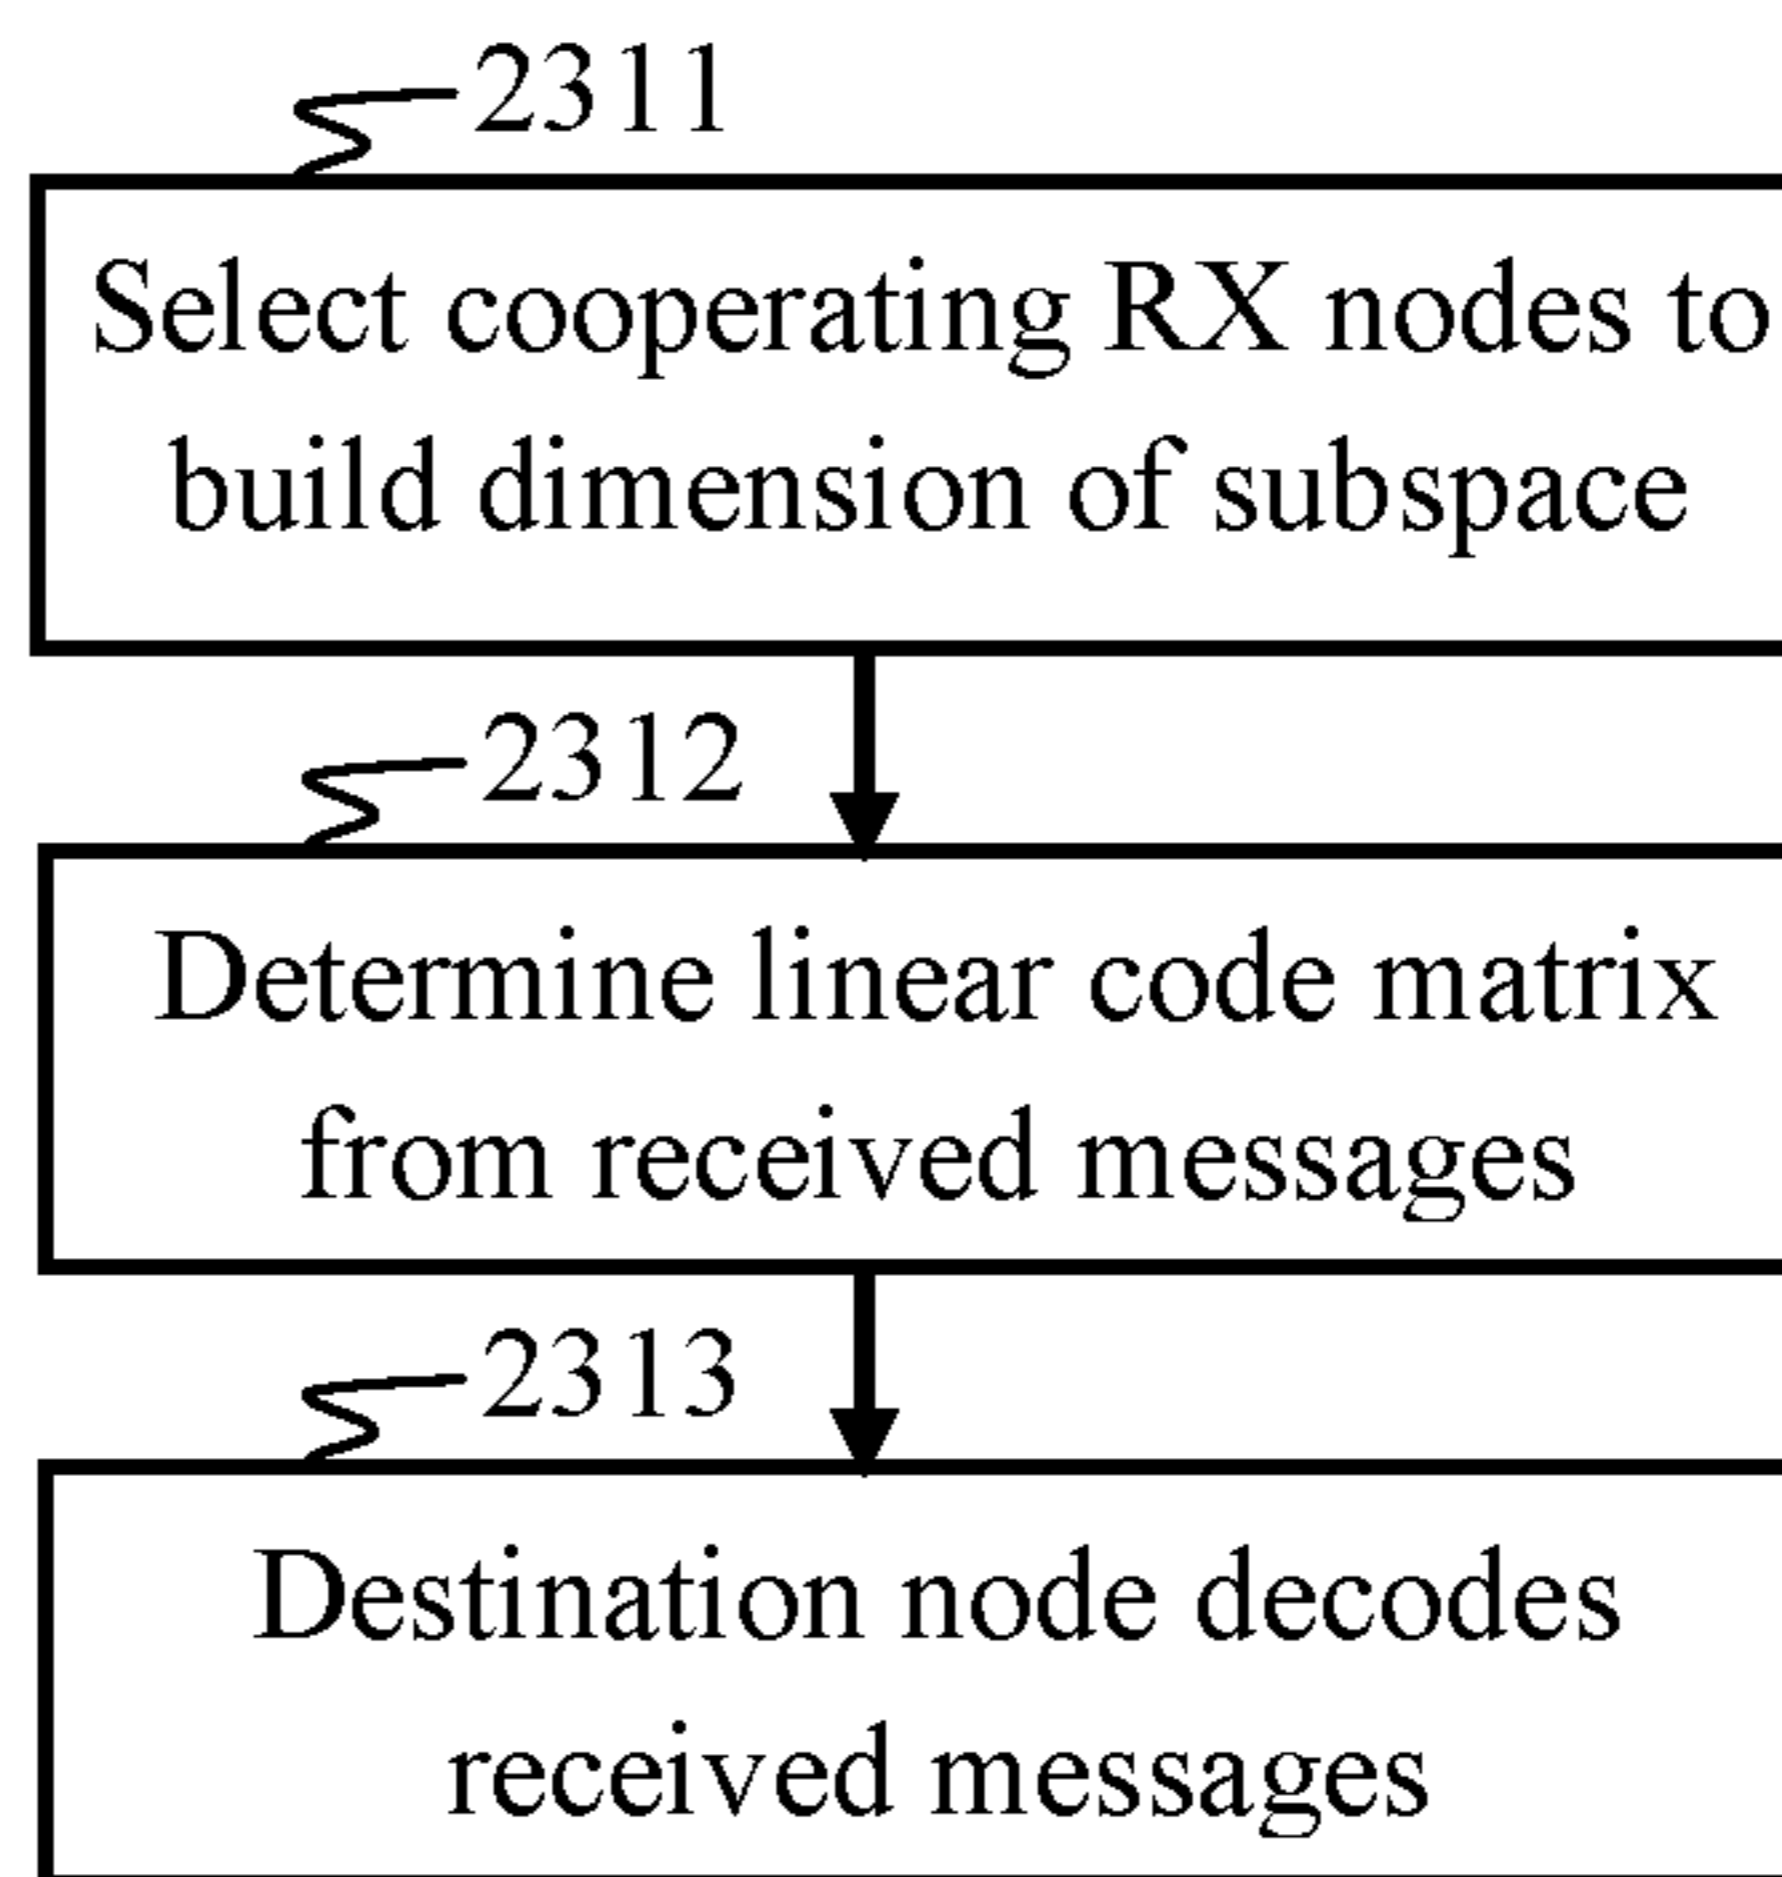 2311
Select cooperating RX nodes to
build dimension of subspace
2312
Determine linear code matrix
from received messages
2313
Destination node decodes
received messages